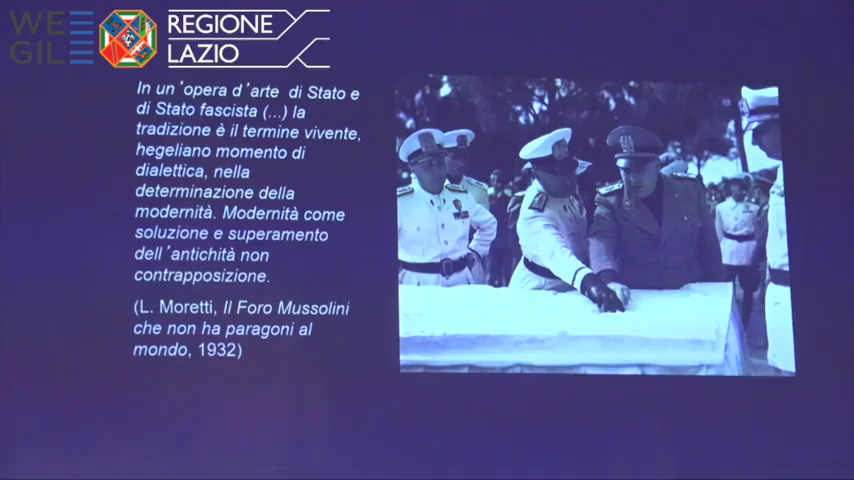 WE
GIL
REGIONE
LAZIO
In un'opera d'arte di Stato e
di Stato fascista (...) la
tradizione è il termine vivente,
hegeliano momento di
dialettica, nella
determinazione della
modernità. Modernità come
soluzione e superamento
dell'antichità non
contrapposizione.
(L. Moretti, Il Foro Mussolini
che non ha paragoni al
mondo, 1932)